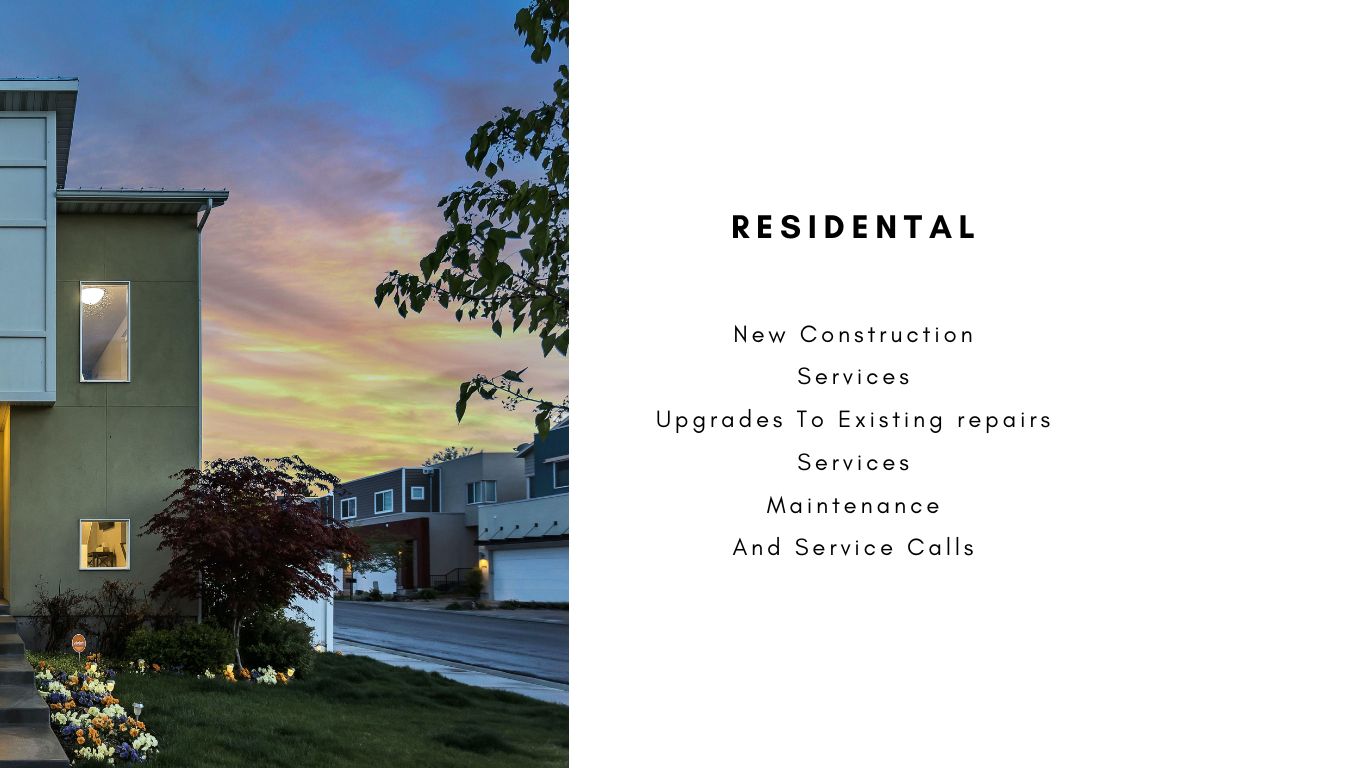 RESIDENTAL
New Construction
Services
Upgrades To Existing repairs
Services
Maintenance
And Service Calls